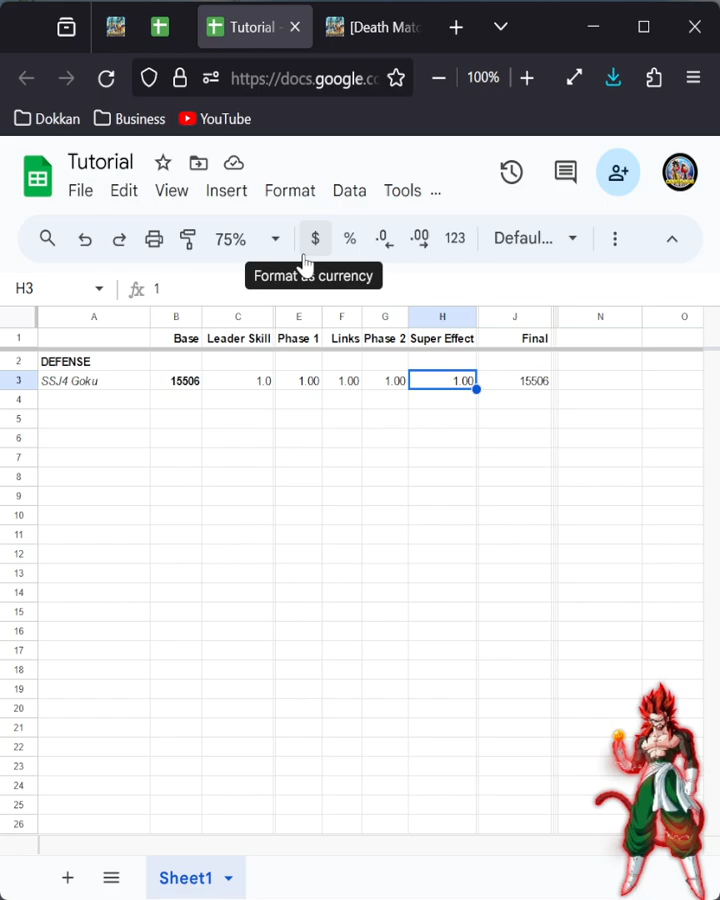 Tutorial -
[Death Matc
https://docs.google.cc
100%
Dokkan
Business
YouTube
Tutorial
File
Edit
View
Insert
Format
Data
Tools
...
75%
$
%
.0
.00
123
Defaul...
Format as currency
H3
fx
1
A B C E F G H J N O
1 Base Leader Skill Phase 1 Links Phase 2 Super Effect Final
2 DEFENSE
3 SSJ4 Goku 15506 1.0 1.00 1.00 1.00 1.00 15506
4
5
6
7
8
9
10
11
12
13
14
15
16
17
18
19
20
21
22
23
24
25
26
Sheet1